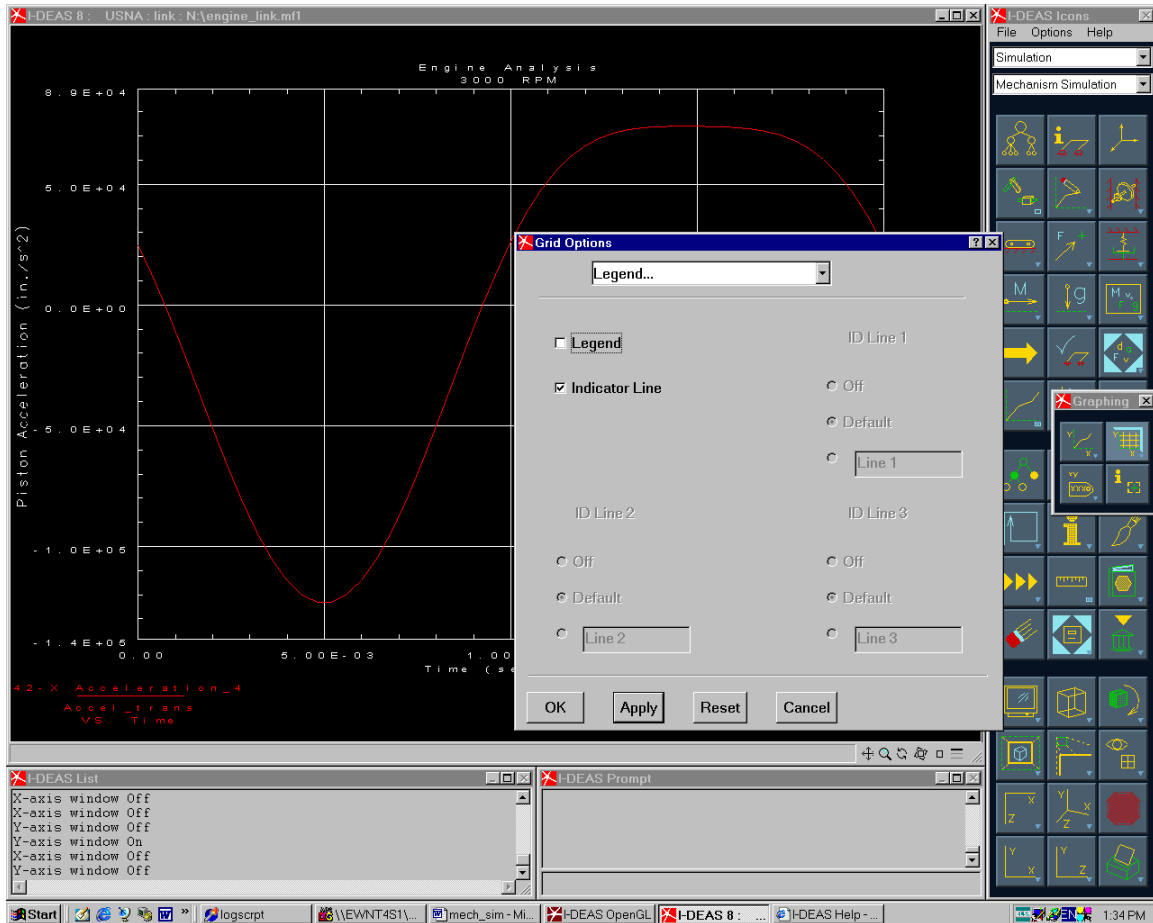 I-DEAS 8 :    USNA : link : N:\engine_link.mf1
Engine Analysis
3000 RPM
8.9E+04
5.0E+04
0.0E+00
-5.0E+04
-1.0E+05
-1.4E+05
Piston Acceleration (in./s^2)
0.00
5.00E-03
1.00
Time (se
42-X Acceleration_4
Accel_trans
VS. Time
Grid Options
Legend...
Legend
Indicator Line
ID Line 1
Off
Default
Line 1
ID Line 2
Off
Default
Line 2
ID Line 3
Off
Default
Line 3
OK
Apply
Reset
Cancel
I-DEAS Icons
File Options Help
Simulation
Mechanism Simulation
Graphing
I-DEAS List
X-axis window Off
X-axis window Off
Y-axis window Off
Y-axis window On
X-axis window Off
Y-axis window Off
I-DEAS Prompt
Start
logscrpt
\\EWNT4S1\...
mech_sim - Mi...
I-DEAS OpenGL
I-DEAS 8 : ...
I-DEAS Help - ...
EN
1:34 PM